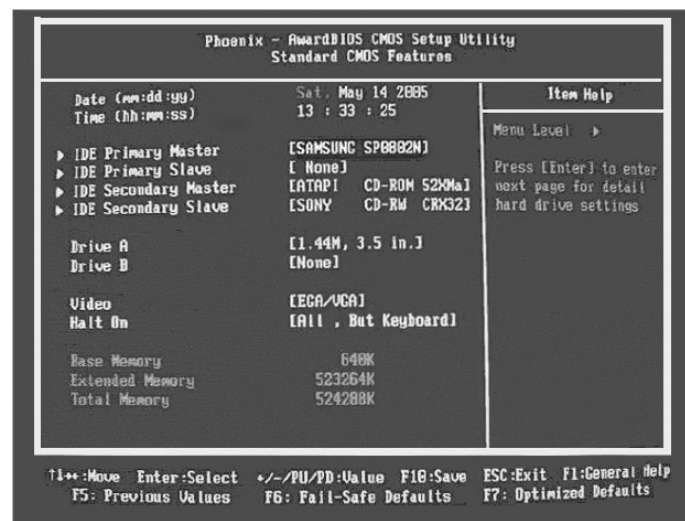 Phoenix - AwardBIOS CMOS Setup Utility
Standard CMOS Features
Date (mm:dd:yy) Sat, May 14 2005
Time (hh:mm:ss) 13 : 33 : 25
IDE Primary Master [SAMSUNG SP0802N]
IDE Primary Slave [ None]
IDE Secondary Master [ATAPI CD-ROM 52XMa]
IDE Secondary Slave [SONY CD-RW CRX32]
Drive A [1.44M, 3.5 in.]
Drive B [None]
Video [EGA/VGA]
Halt On [All , But Keyboard]
Base Memory 640K
Extended Memory 523264K
Total Memory 524288K
Item Help
Menu Level
Press [Enter] to enter
next page for detail
hard drive settings
↑↓→←:Move Enter:Select +/-/PU/PD:Value F10:Save ESC:Exit F1:General Help
F5: Previous Values F6: Fail-Safe Defaults F7: Optimized Defaults